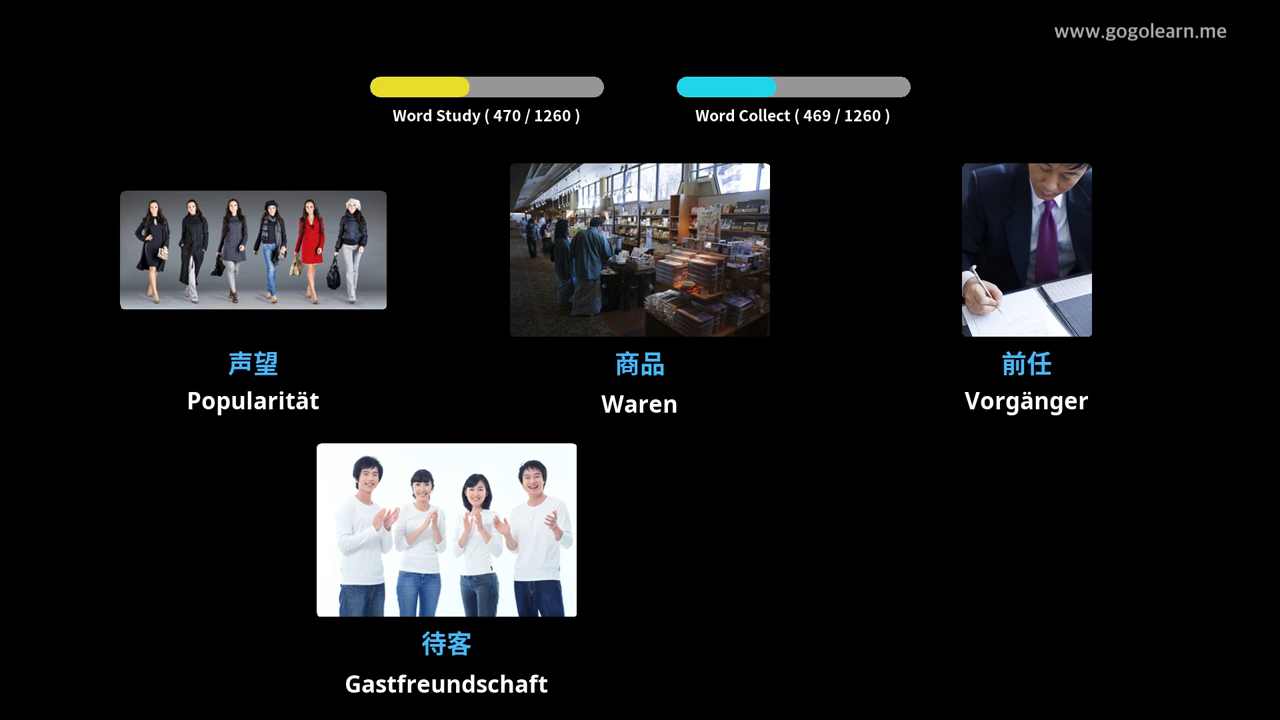 www.gogolearn.me
Word Study ( 470 / 1260 )
Word Collect ( 469 / 1260 )
声望
Popularität
商品
Waren
前任
Vorgänger
待客
Gastfreundschaft